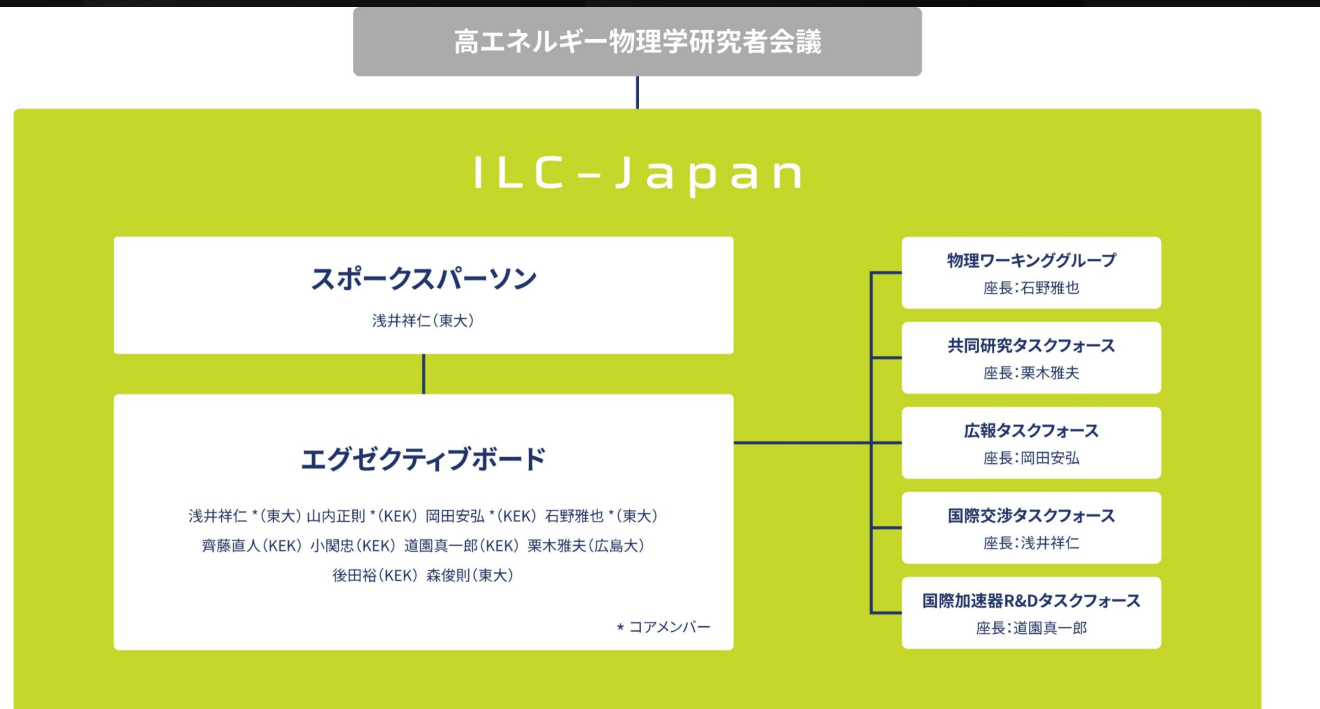 高エネルギー物理学研究者会議
ILC-Japan
スポークスパーソン
浅井祥仁(東大)
エグゼクティブボード
浅井祥仁 *(東大) 山内正則 *(KEK) 岡田安弘 *(KEK) 石野雅也 *(東大)
齊藤直人(KEK) 小関忠(KEK) 道園真一郎(KEK) 栗木雅夫(広島大)
後田裕(KEK) 森俊則(東大)
* コアメンバー
物理ワーキンググループ
座長:石野雅也
共同研究タスクフォース
座長:栗木雅夫
広報タスクフォース
座長:岡田安弘
国際交渉タスクフォース
座長:浅井祥仁
国際加速器R&Dタスクフォース
座長:道園真一郎